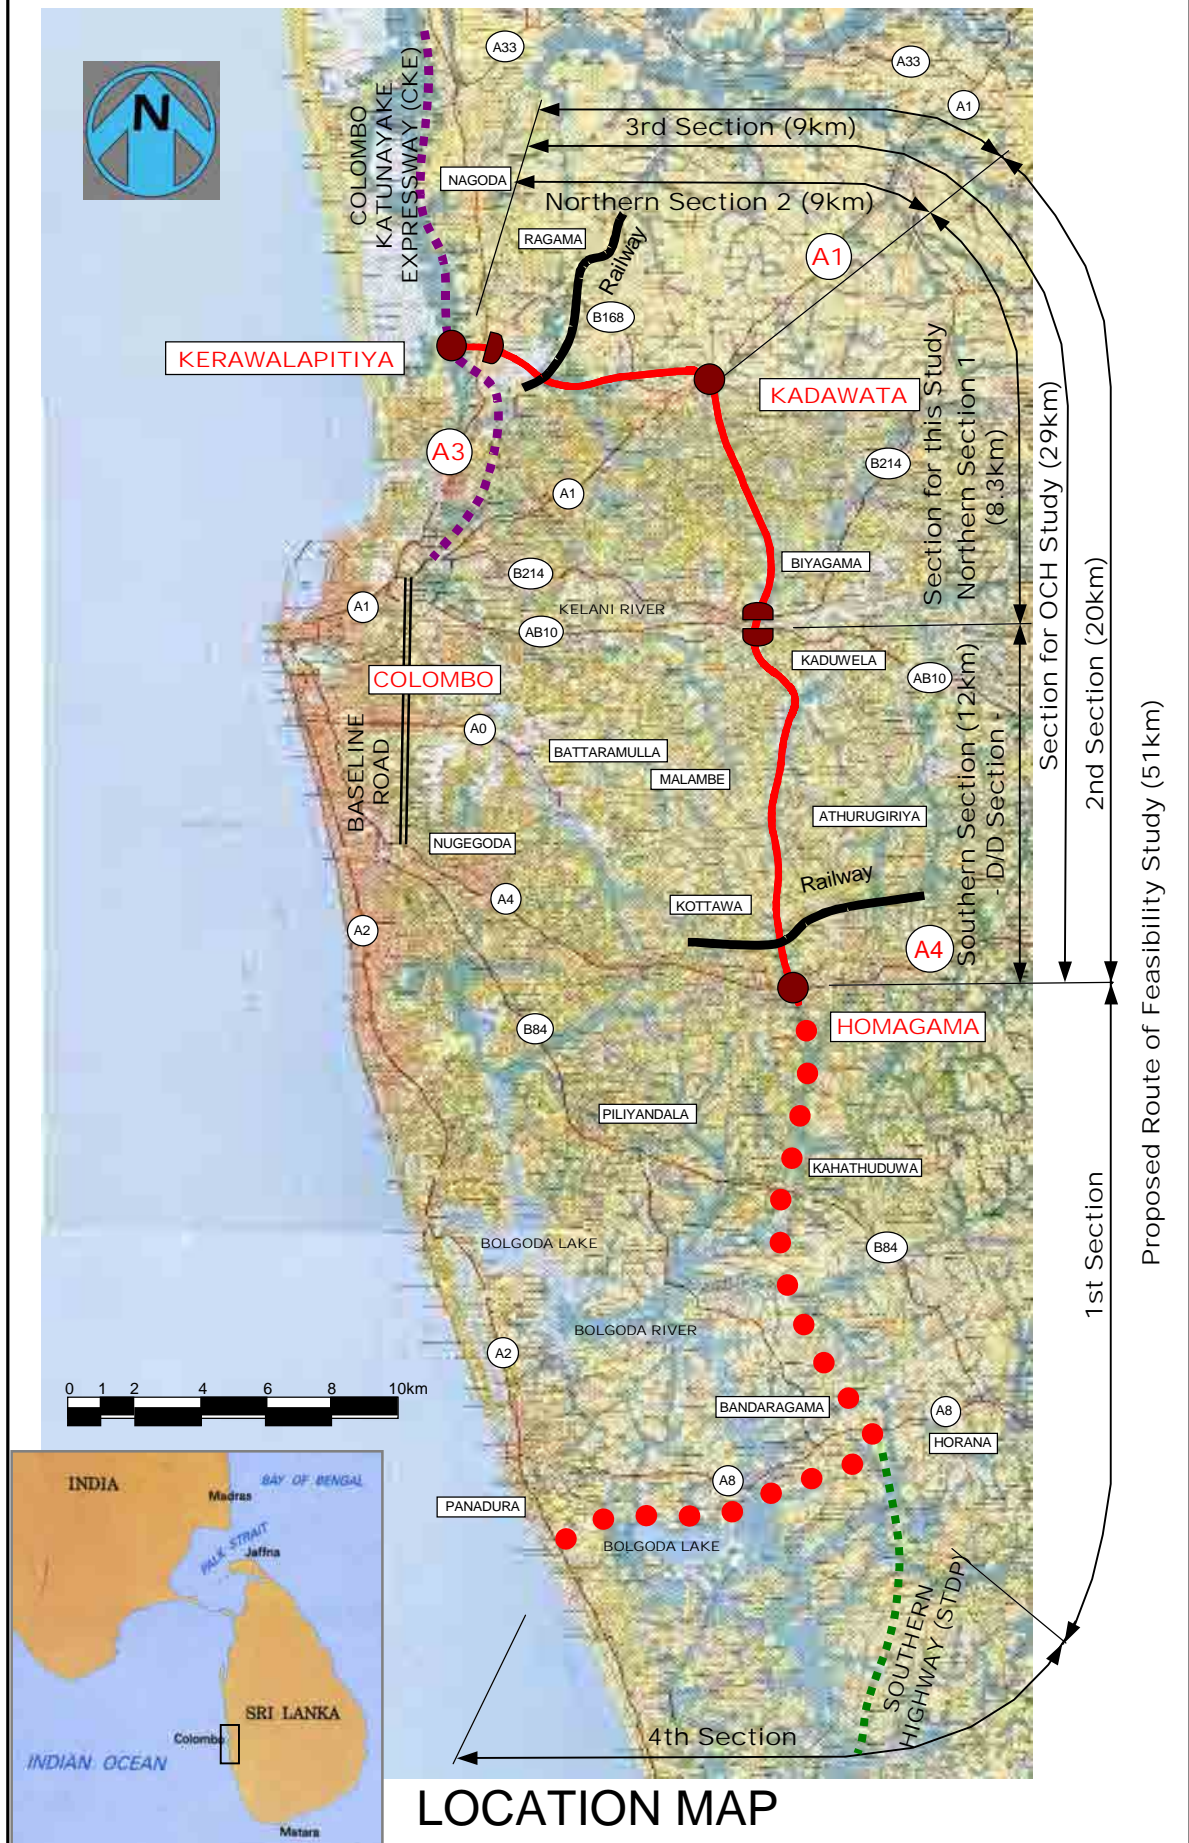 N
COLOMBO
KATUNAYAKE
EXPRESSWAY (CKE)
A33
A33
A1
3rd Section (9km)
NAGODA
Northern Section 2 (9km)
RAGAMA
Railway
A1
B168
KERAWALAPITIYA
KADAWATA
A3
B214
A1
Section for this Study
Northern Section 1
(8.3km)
Section for OCH Study (29km)
2nd Section (20km)
Proposed Route of Feasibility Study (51km)
BIYAGAMA
B214
A1
KELANI RIVER
AB10
KADUWELA
AB10
COLOMBO
BASELINE
ROAD
A0
BATTARAMULLA
MALAMBE
Southern Section (12km)
- D/D Section -
ATHURUGIRIYA
NUGEGODA
Railway
A4
KOTTAWA
A2
A4
HOMAGAMA
B84
PILIYANDALA
KAHATHUDUWA
1st Section
BOLGODA LAKE
B84
BOLGODA RIVER
A2
0 1 2 4 6 8 10km
BANDARAGAMA
A8
HORANA
A8
PANADURA
BOLGODA LAKE
SOUTHERN
HIGHWAY (STDP)
4th Section
INDIA
BAY OF BENGAL
Madras
PALK STRAIT
Jaffna
SRI LANKA
Colombo
INDIAN OCEAN
Matara
LOCATION MAP